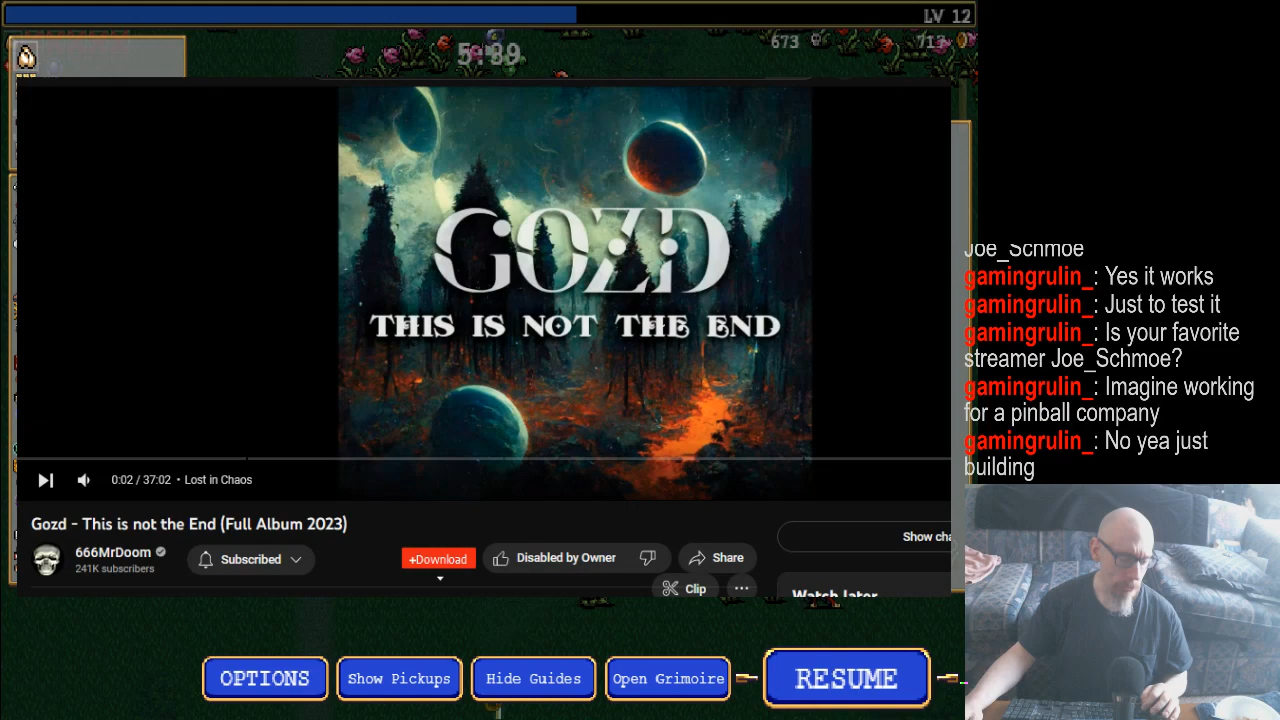 LV 12
673
713
5:39
GOZD
THIS IS NOT THE END
0:02 / 37:02 • Lost in Chaos
Gozd - This is not the End (Full Album 2023)
666MrDoom
241K subscribers
Subscribed
+Download
Disabled by Owner
Share
Clip
Show cha
Watch later
Joe_Schmoe
gamingrulin_: Yes it works
gamingrulin_: Just to test it
gamingrulin_: Is your favorite
streamer Joe_Schmoe?
gamingrulin_: Imagine working
for a pinball company
gamingrulin_: No yea just
building
OPTIONS
Show Pickups
Hide Guides
Open Grimoire
RESUME